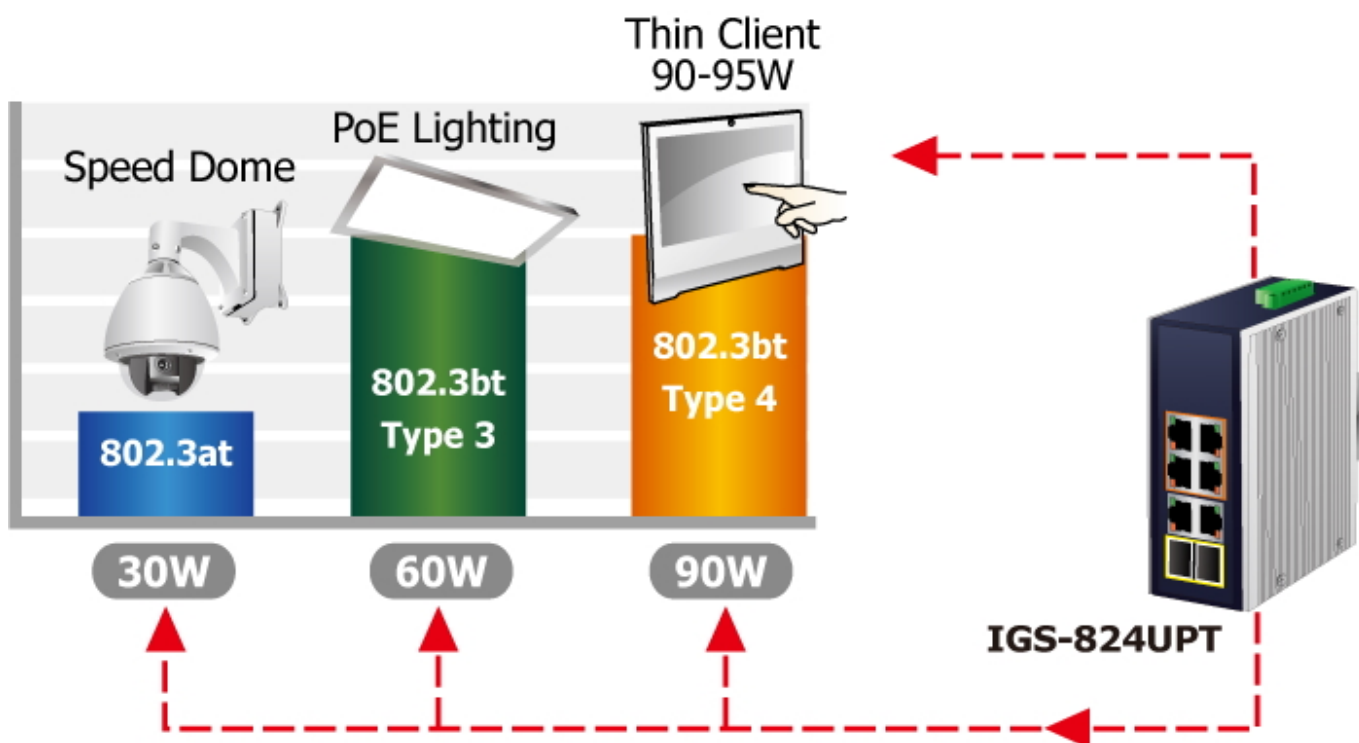 Thin Client
90-95W
PoE Lighting
Speed Dome
802.3at
802.3bt
Type 3
802.3bt
Type 4
30W
60W
90W
IGS-824UPT